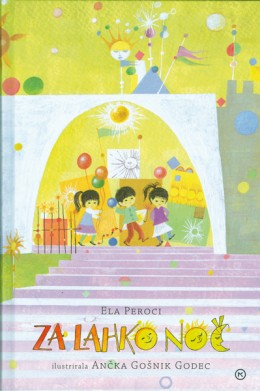 ELA PEROCI
ZA LAHKO NOČ
ilustrirala ANČKA GOŠNIK GODEC